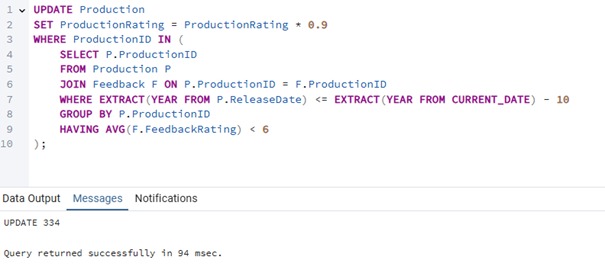 1 UPDATE Production
2 SET ProductionRating = ProductionRating * 0.9
3 WHERE ProductionID IN (
4 SELECT P.ProductionID
5 FROM Production P
6 JOIN Feedback F ON P.ProductionID = F.ProductionID
7 WHERE EXTRACT(YEAR FROM P.ReleaseDate) <= EXTRACT(YEAR FROM CURRENT_DATE) - 10
8 GROUP BY P.ProductionID
9 HAVING AVG(F.FeedbackRating) < 6
10 );
Data Output Messages Notifications
UPDATE 334
Query returned successfully in 94 msec.